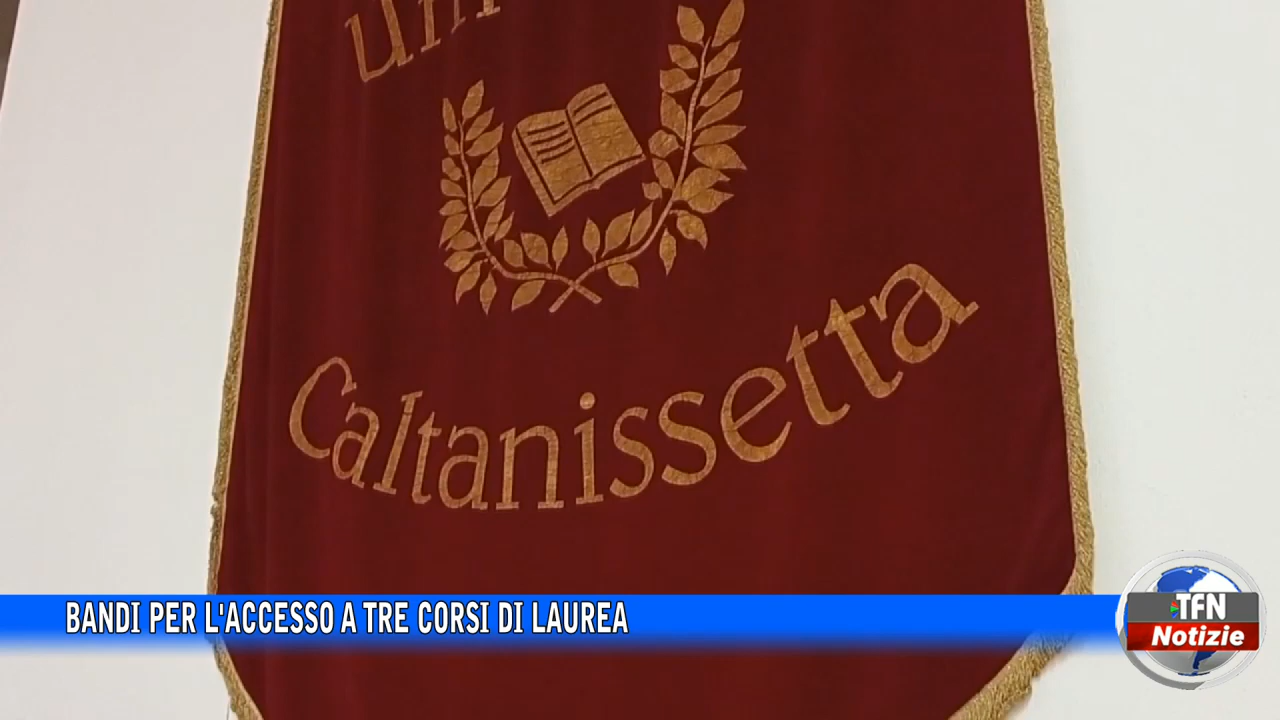 Caltanissetta
BANDI PER L'ACCESSO A TRE CORSI DI LAUREA
TFN
Notizie